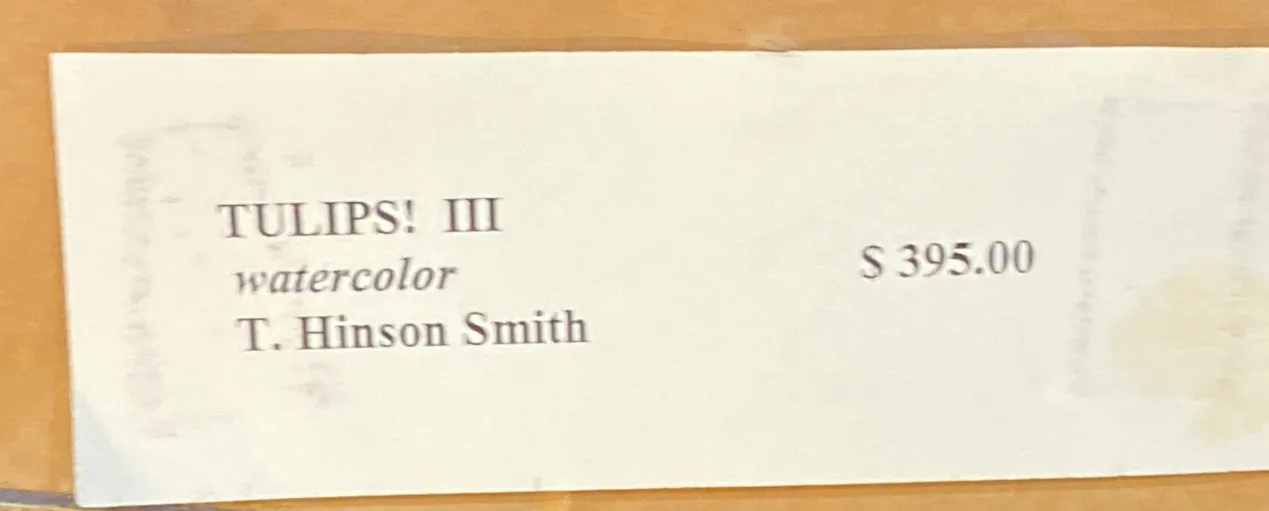 TULIPS! III
watercolor
T. Hinson Smith
$ 395.00